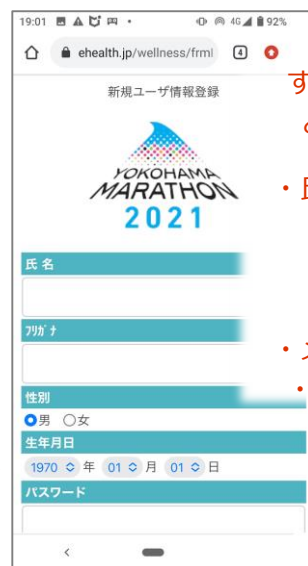 19:01 4G 92%
ehealth.jp/wellness/frml 4
新規ユーザ情報登録
YOKOHAMA
MARATHON
2021
氏名
フリガナ
性別
男 女
生年月日
1970 年 01 月 01 日
パスワード
す